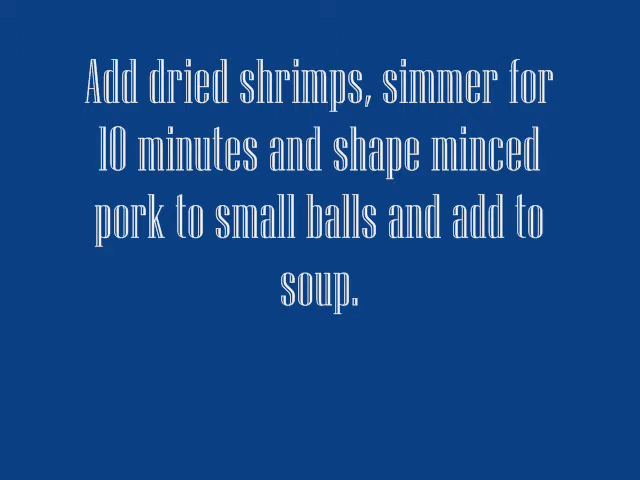 Add dried shrimps, simmer for
10 minutes and shape minced
pork to small balls and add to
soup.